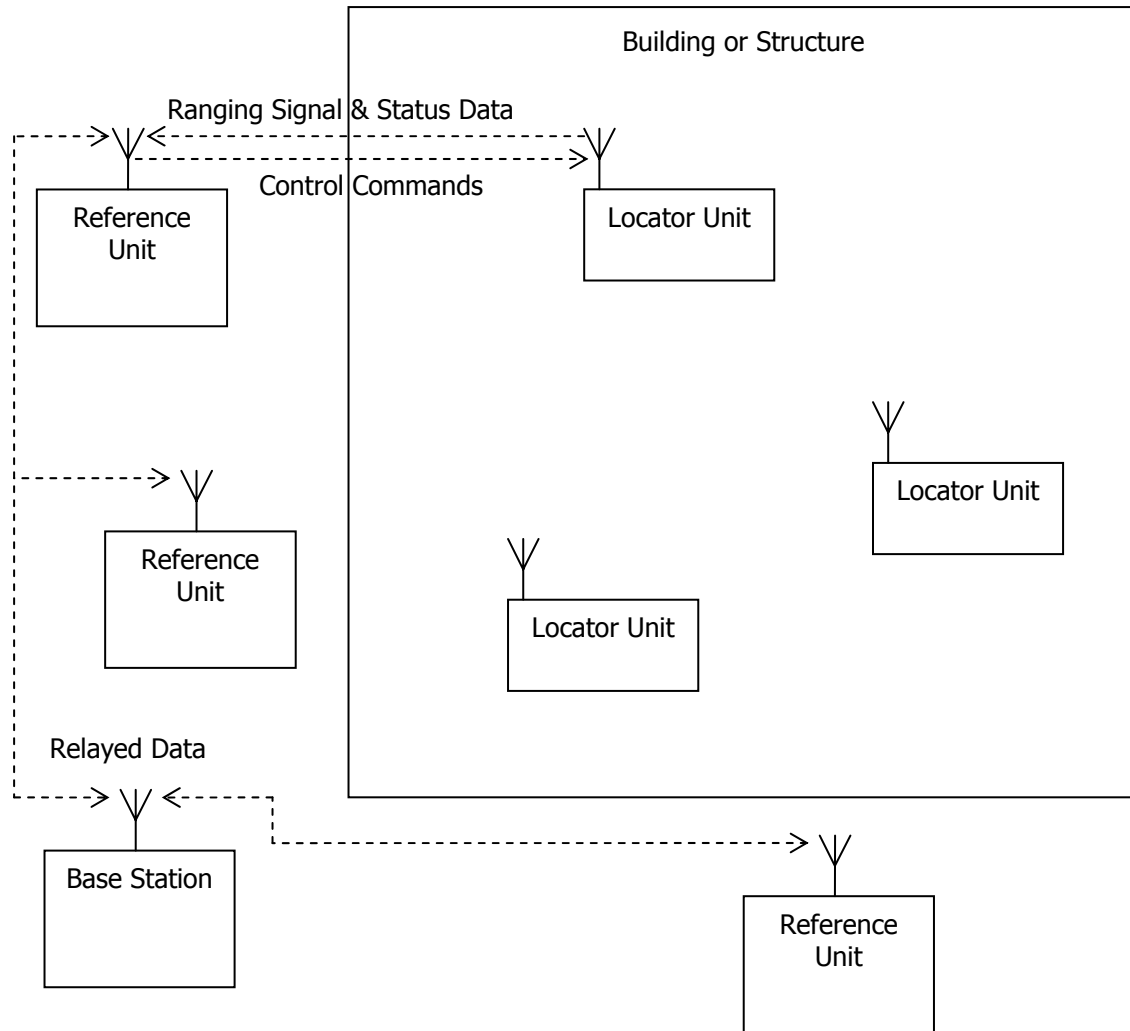 Building or Structure
Ranging Signal & Status Data
Control Commands
Reference
Unit
Locator Unit
Locator Unit
Reference
Unit
Locator Unit
Relayed Data
Base Station
Reference
Unit